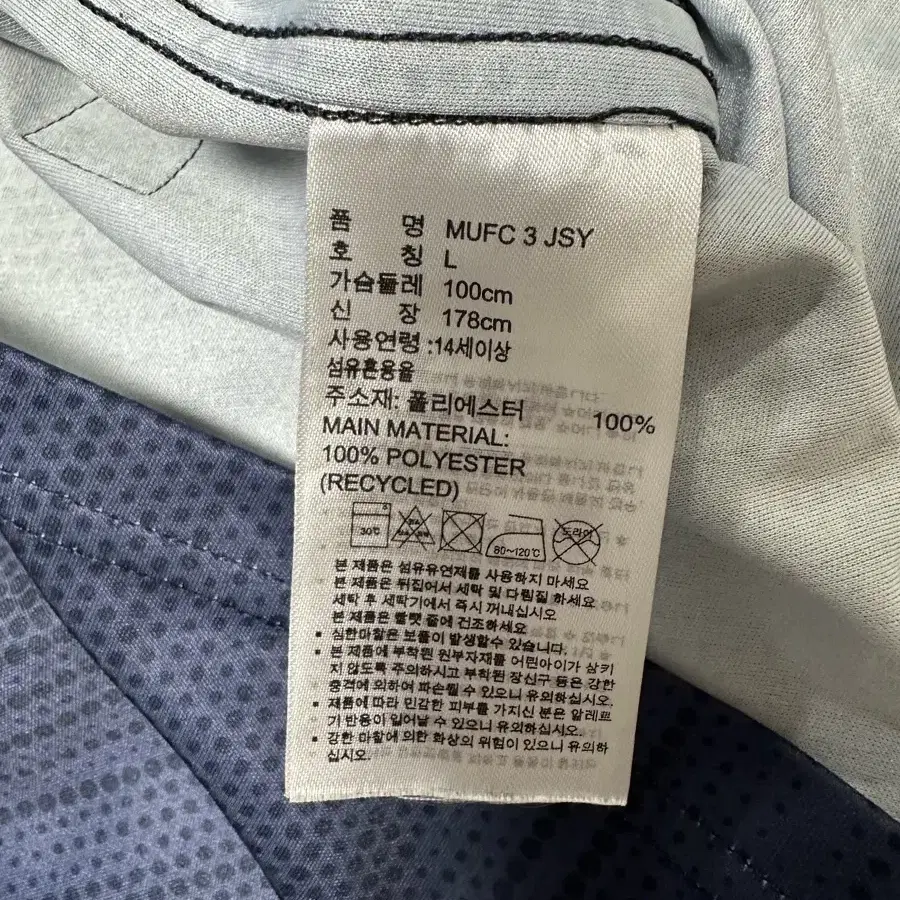 품 명 MUFC 3 JSY
호 칭 L
가슴둘레 100cm
신 장 178cm
사용연령 :14세이상
섬유혼용율
주소재: 폴리에스터 100%
MAIN MATERIAL:
100% POLYESTER
(RECYCLED)
30℃ 80~120℃ 드라이
본 제품은 섬유유연제를 사용하지 마세요
본 제품은 뒤집어서 세탁 및 다림질 하세요
세탁 후 세탁기에서 즉시 꺼내십시오
본 제품은 빨랫 줄에 건조하세요
• 심한마찰은 보풀이 발생할수 있습니다.
• 본 제품에 부착된 원부자재를 어린아이가 삼키
지 않도록 주의하시고 부착된 장신구 등은 강한
충격에 의하여 파손될 수 있으니 유의하십시오.
• 제품에 따라 민감한 피부를 가지신 분은 알레르
기 반응이 일어날 수 있으니 유의하십시오.
• 강한 마찰에 의한 화상의 위험이 있으니 유의하
십시오.